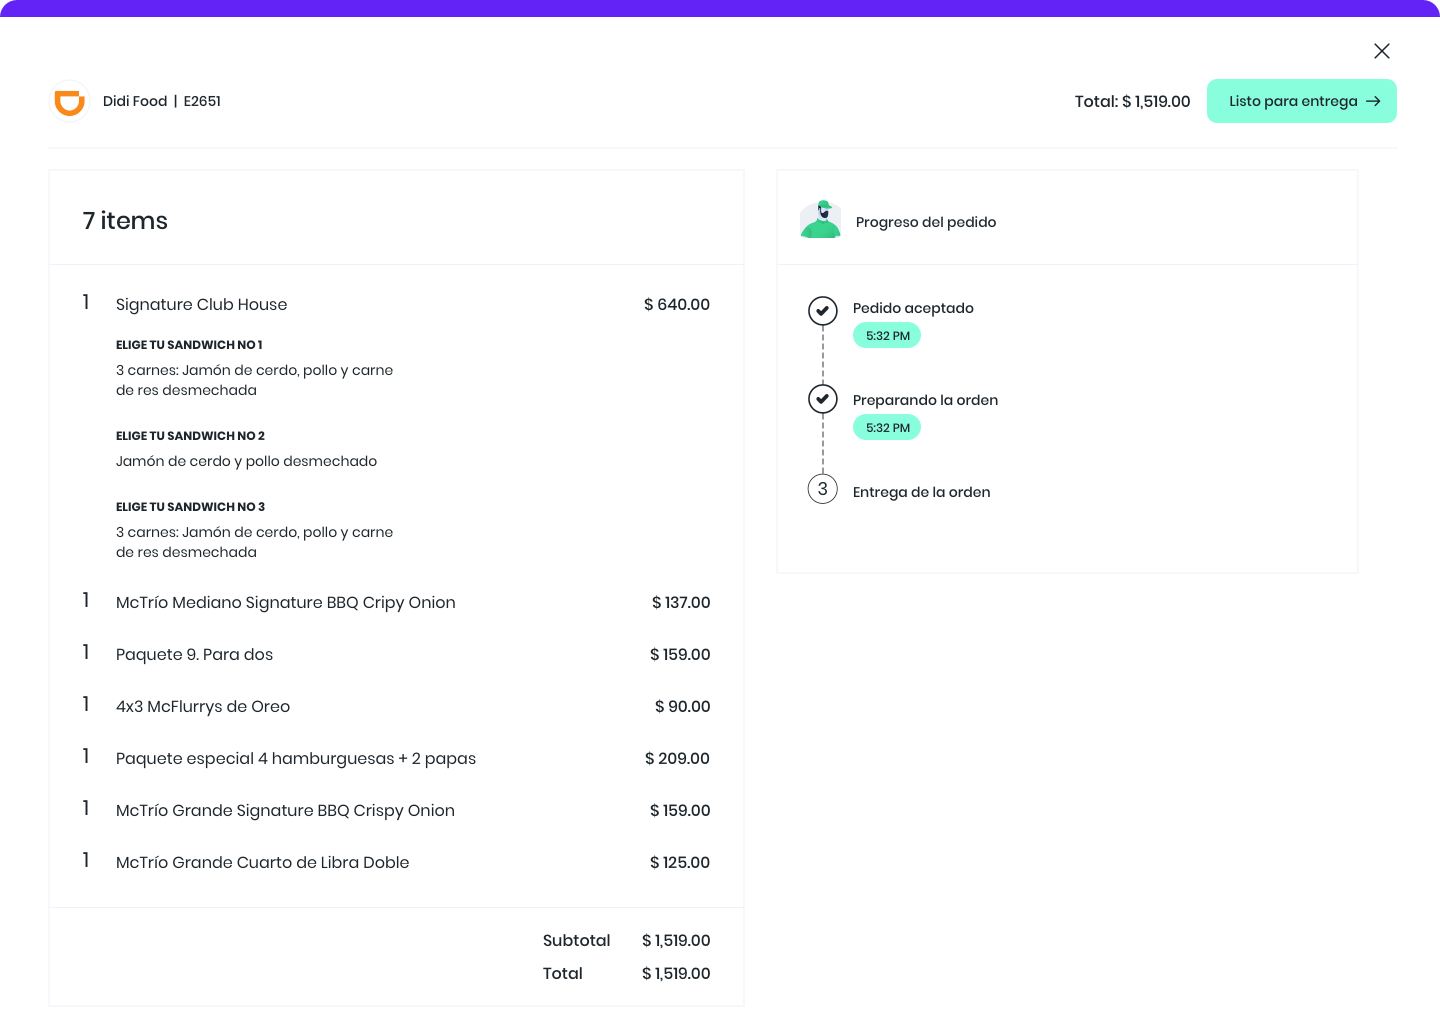 Didi Food | E2651
Total: $ 1,519.00
Listo para entrega
7 items
1 Signature Club House $ 640.00
ELIGE TU SANDWICH NO 1
3 carnes: Jamón de cerdo, pollo y carne
de res desmechada
ELIGE TU SANDWICH NO 2
Jamón de cerdo y pollo desmechado
ELIGE TU SANDWICH NO 3
3 carnes: Jamón de cerdo, pollo y carne
de res desmechada
1 McTrío Mediano Signature BBQ Cripy Onion $ 137.00
1 Paquete 9. Para dos $ 159.00
1 4x3 McFlurrys de Oreo $ 90.00
1 Paquete especial 4 hamburguesas + 2 papas $ 209.00
1 McTrío Grande Signature BBQ Crispy Onion $ 159.00
1 McTrío Grande Cuarto de Libra Doble $ 125.00
Subtotal $ 1,519.00
Total $ 1,519.00
Progreso del pedido
Pedido aceptado
5:32 PM
Preparando la orden
5:32 PM
3 Entrega de la orden